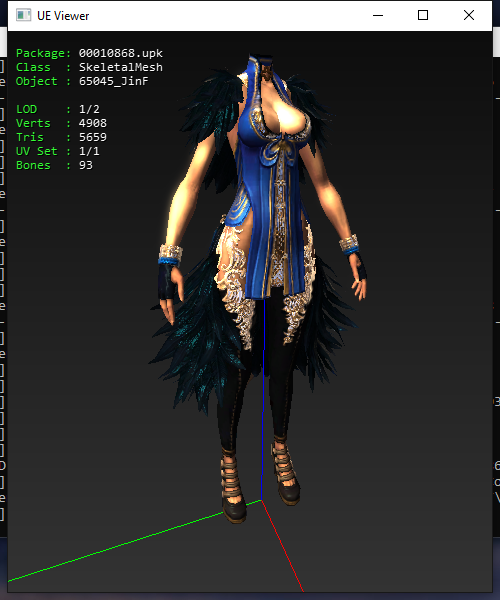 UE Viewer
Package: 00010868.upk
Class  : SkeletalMesh
Object : 65045_JinF
LOD    : 1/2
Verts  : 4908
Tris   : 5659
UV Set : 1/1
Bones  : 93